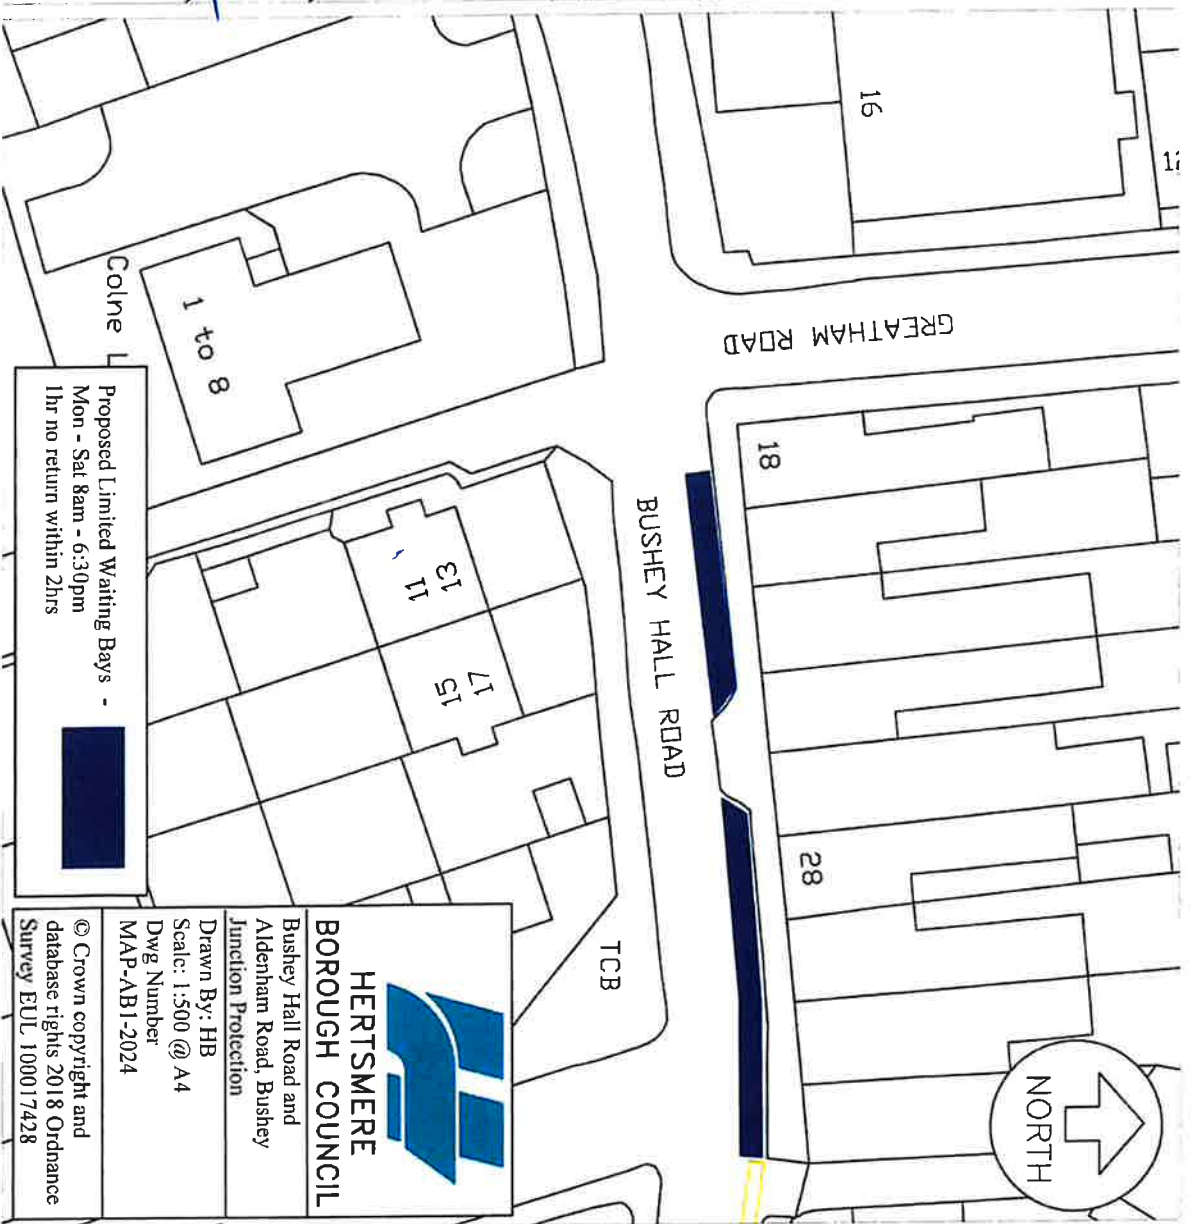 16
GREATHAM ROAD
18
BUSHEY HALL ROAD
28
1 to 8
Colne L
13
11
17
15
TCB
NORTH
Proposed Limited Waiting Bays -
Mon - Sat 8am - 6:30pm
1hr no return within 2hrs
HERTSMERE
BOROUGH COUNCIL
Bushey Hall Road and
Aldenham Road, Bushey
Junction Protection
Drawn By: HB
Scale: 1:500 @ A4
Dwg Number
MAP-AB1-2024
© Crown copyright and
database rights 2018 Ordnance
Survey EUL 100017428